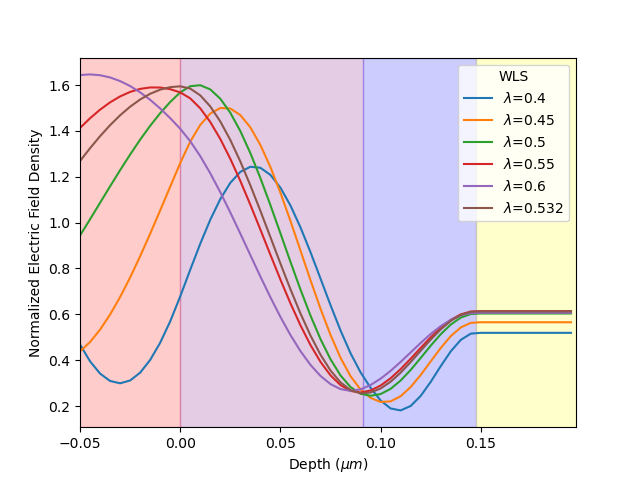 WLS
λ=0.4
λ=0.45
λ=0.5
λ=0.55
λ=0.6
λ=0.532
Normalized Electric Field Density
1.6
1.4
1.2
1.0
0.8
0.6
0.4
0.2
−0.05 0.00 0.05 0.10 0.15
Depth (μm)